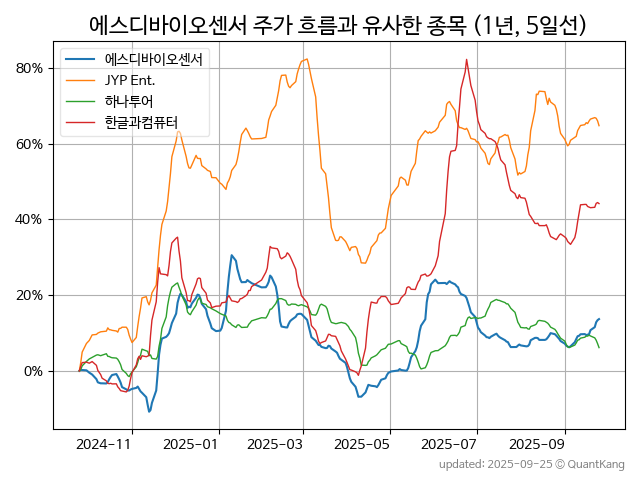 에스디바이오센서 주가 흐름과 유사한 종목 (1년, 5일선)
에스디바이오센서
JYP Ent.
하나투어
한글과컴퓨터
80%
60%
40%
20%
0%
2024-11
2025-01
2025-03
2025-05
2025-07
2025-09
updated: 2025-09-25 © QuantKang